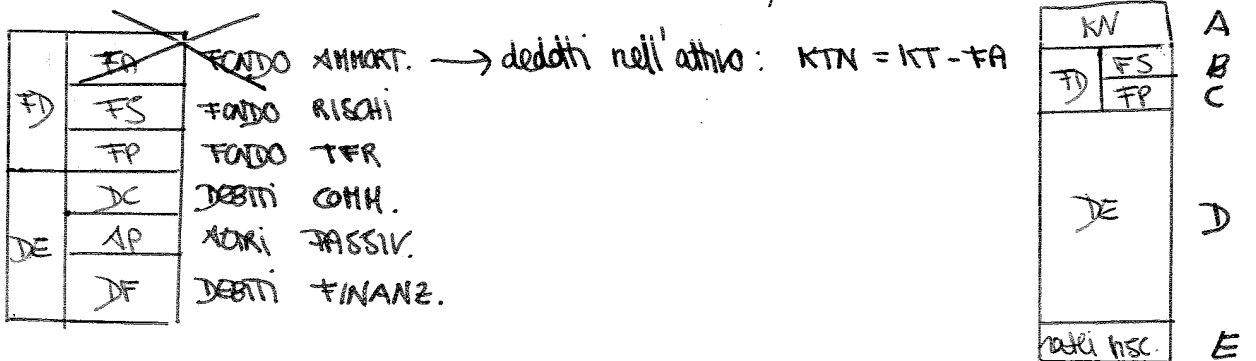 FD
FA FONDO AMMORT. → dedotti nell'attivo: KTN = KT - FA
FS FONDO RISCHI
FP FONDO TFR
DE
DC DEBITI COMM.
AP ALTRI PASSIV.
DF DEBITI FINANZ.
KN A
FD FS B
FP C
DE D
ratei risc. E